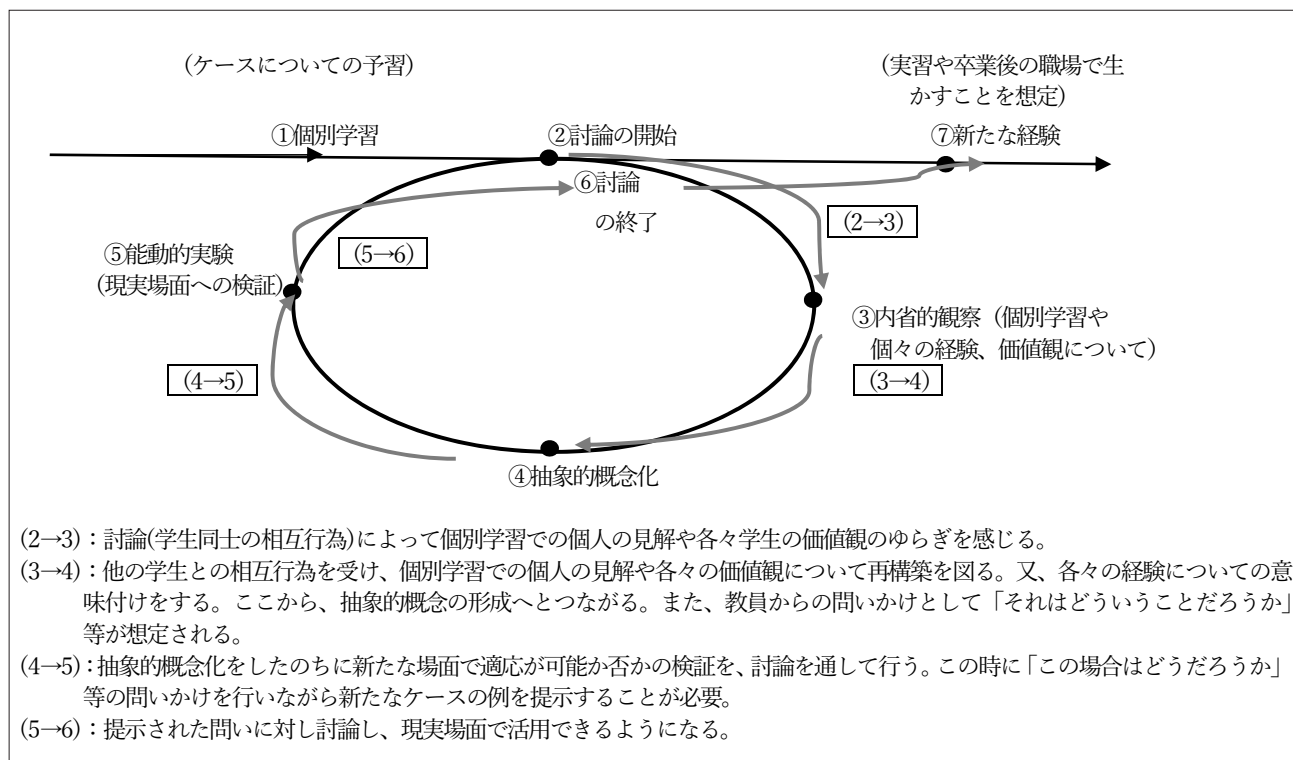 (ケースについての予習)
(実習や卒業後の職場で生
かすことを想定)
①個別学習
②討論の開始
⑦新たな経験
⑥討論
の終了
(2→3)
⑤能動的実験
(現実場面への検証)
(5→6)
③内省的観察（個別学習や
個々の経験、価値観について）
(4→5)
(3→4)
④抽象的概念化
(2→3)：討論(学生同士の相互行為)によって個別学習での個人の見解や各々学生の価値観のゆらぎを感じる。
(3→4)：他の学生との相互行為を受け、個別学習での個人の見解や各々の価値観について再構築を図る。又、各々の経験についての意
味付けをする。ここから、抽象的概念の形成へとつながる。また、教員からの問いかけとして「それはどういうことだろうか」
等が想定される。
(4→5)：抽象的概念化をしたのちに新たな場面で適応が可能か否かの検証を、討論を通して行う。この時に「この場合はどうだろうか」
等の問いかけを行いながら新たなケースの例を提示することが必要。
(5→6)：提示された問いに対し討論し、現実場面で活用できるようになる。